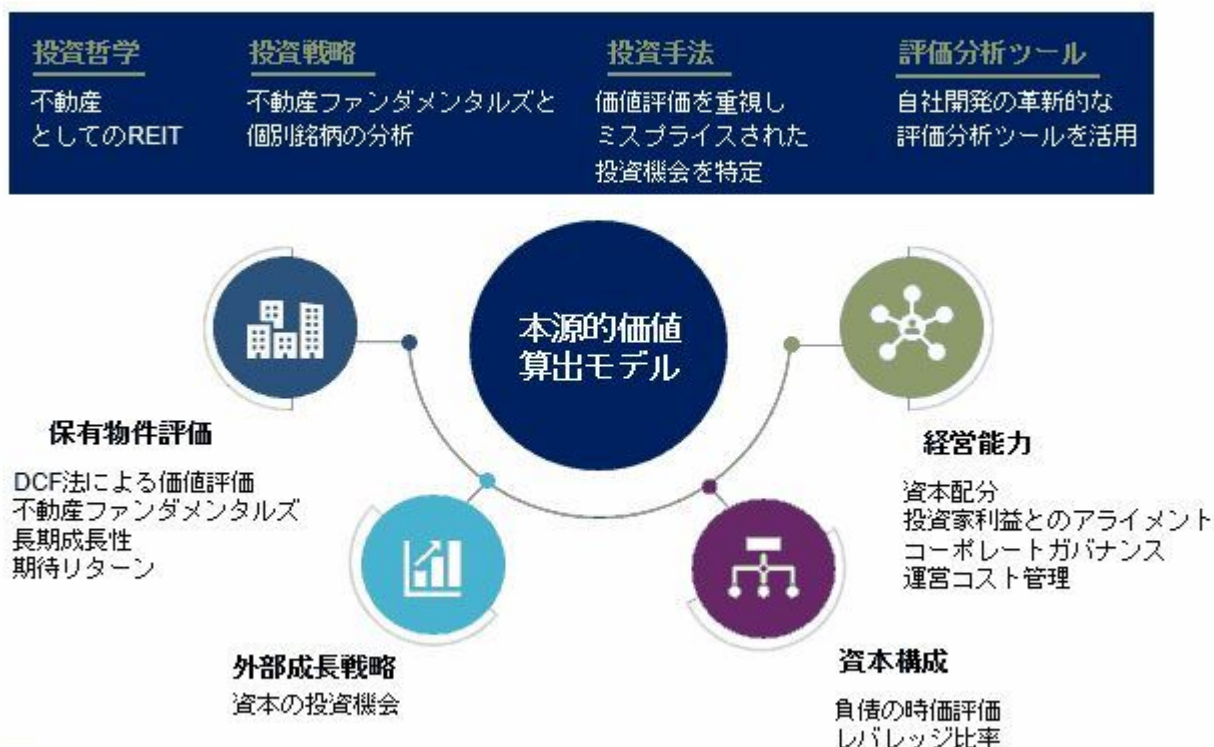 投資哲学
不動産
としてのREIT
投資戦略
不動産ファンダメンタルズと
個別銘柄の分析
投資手法
価値評価を重視し
ミスプライスされた
投資機会を特定
評価分析ツール
自社開発の革新的な
評価分析ツールを活用
本源的価値
算出モデル
保有物件評価
DCF法による価値評価
不動産ファンダメンタルズ
長期成長性
期待リターン
外部成長戦略
資本の投資機会
資本構成
負債の時価評価
レバレッジ比率
経営能力
資本配分
投資家利益とのアライメント
コーポレートガバナンス
運営コスト管理